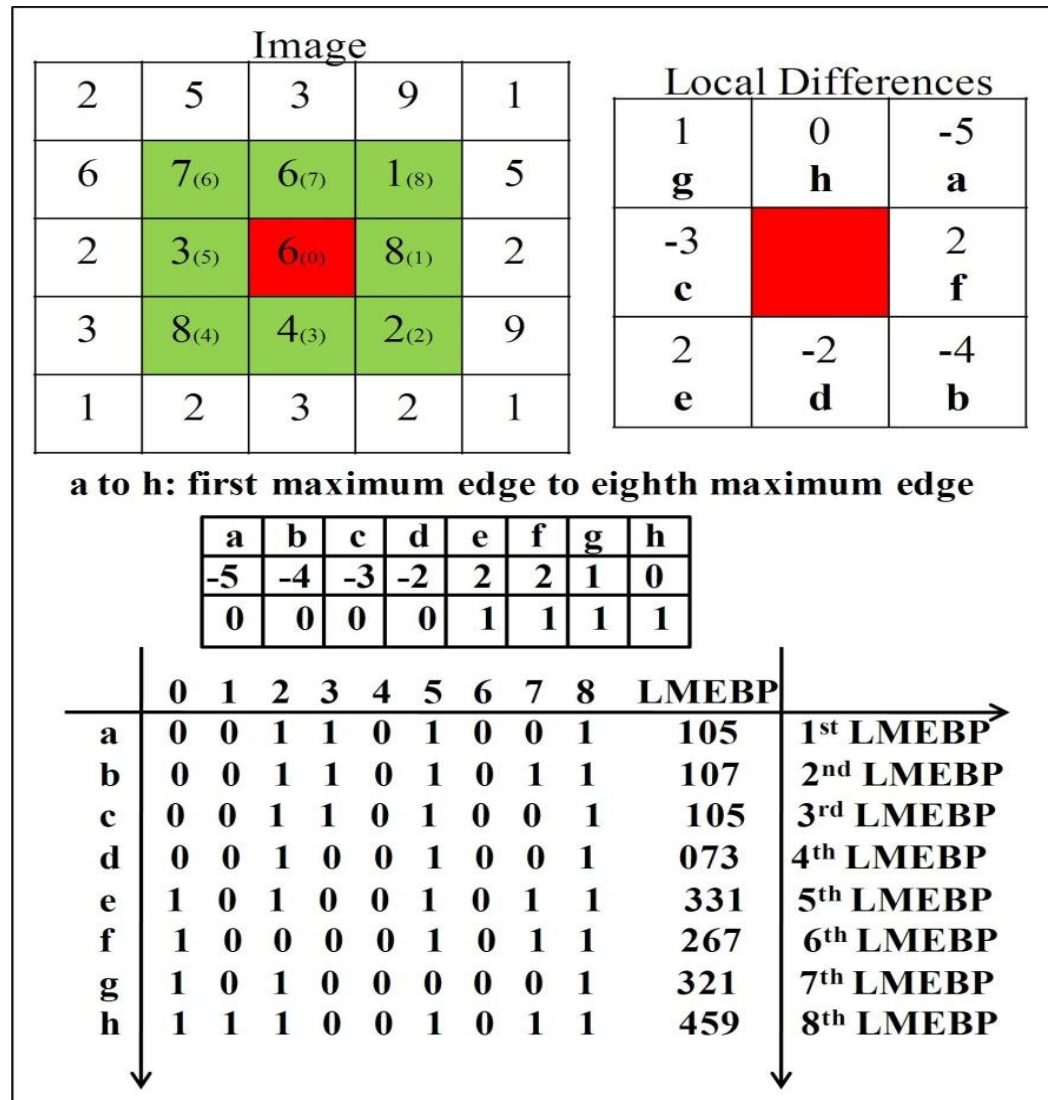 Image
2 5 3 9 1
6 7(6) 6(7) 1(8) 5
2 3(5) 6(0) 8(1) 2
3 8(4) 4(3) 2(2) 9
1 2 3 2 1
Local Differences
1 0 -5
g h a
-3 2
c f
2 -2 -4
e d b
a to h: first maximum edge to eighth maximum edge
a b c d e f g h
-5 -4 -3 -2 2 2 1 0
0 0 0 0 1 1 1 1
0 1 2 3 4 5 6 7 8 LMEBP
a 0 0 1 1 0 1 0 0 1 105 1st LMEBP
b 0 0 1 1 0 1 0 1 1 107 2nd LMEBP
c 0 0 1 1 0 1 0 0 1 105 3rd LMEBP
d 0 0 1 0 0 1 0 0 1 073 4th LMEBP
e 1 0 1 0 0 1 0 1 1 331 5th LMEBP
f 1 0 0 0 0 1 0 1 1 267 6th LMEBP
g 1 0 1 0 0 0 0 0 1 321 7th LMEBP
h 1 1 1 0 0 1 0 1 1 459 8th LMEBP